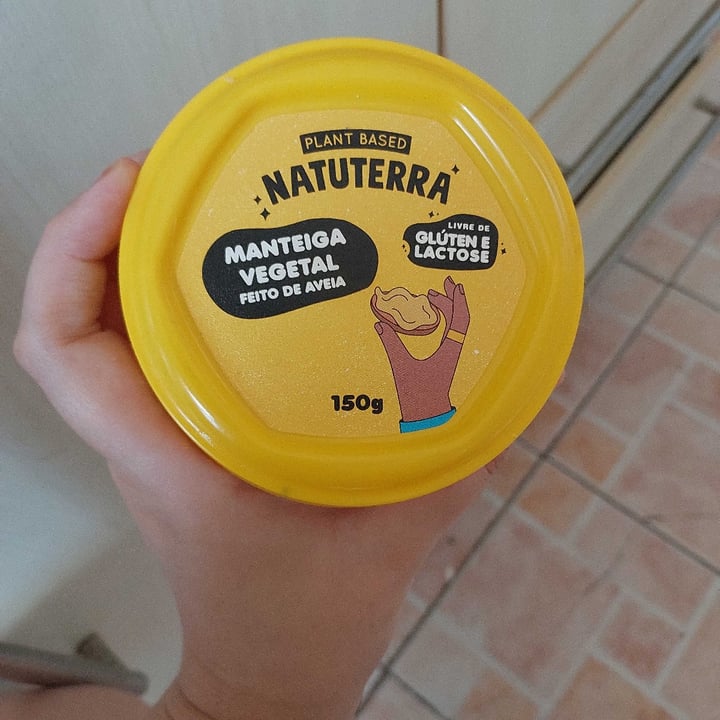 PLANT BASED
NATUTERRA
MANTEIGA
VEGETAL
FEITO DE AVEIA
LIVRE DE
GLÚTEN E
LACTOSE
150g